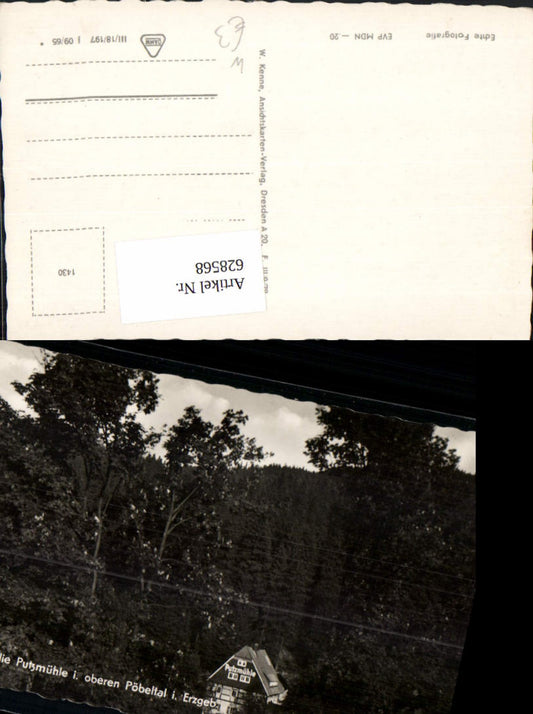 Echte Fotografie
EVP MDN — 20
III/18/197
09/65 *
W. Kenne, Ansichtskarten-Verlag, Dresden A 20, F.
1430
Artikel Nr.
628568
Putzmühle
die Putzmühle i. oberen Pöbeltal i. Erzgeb.